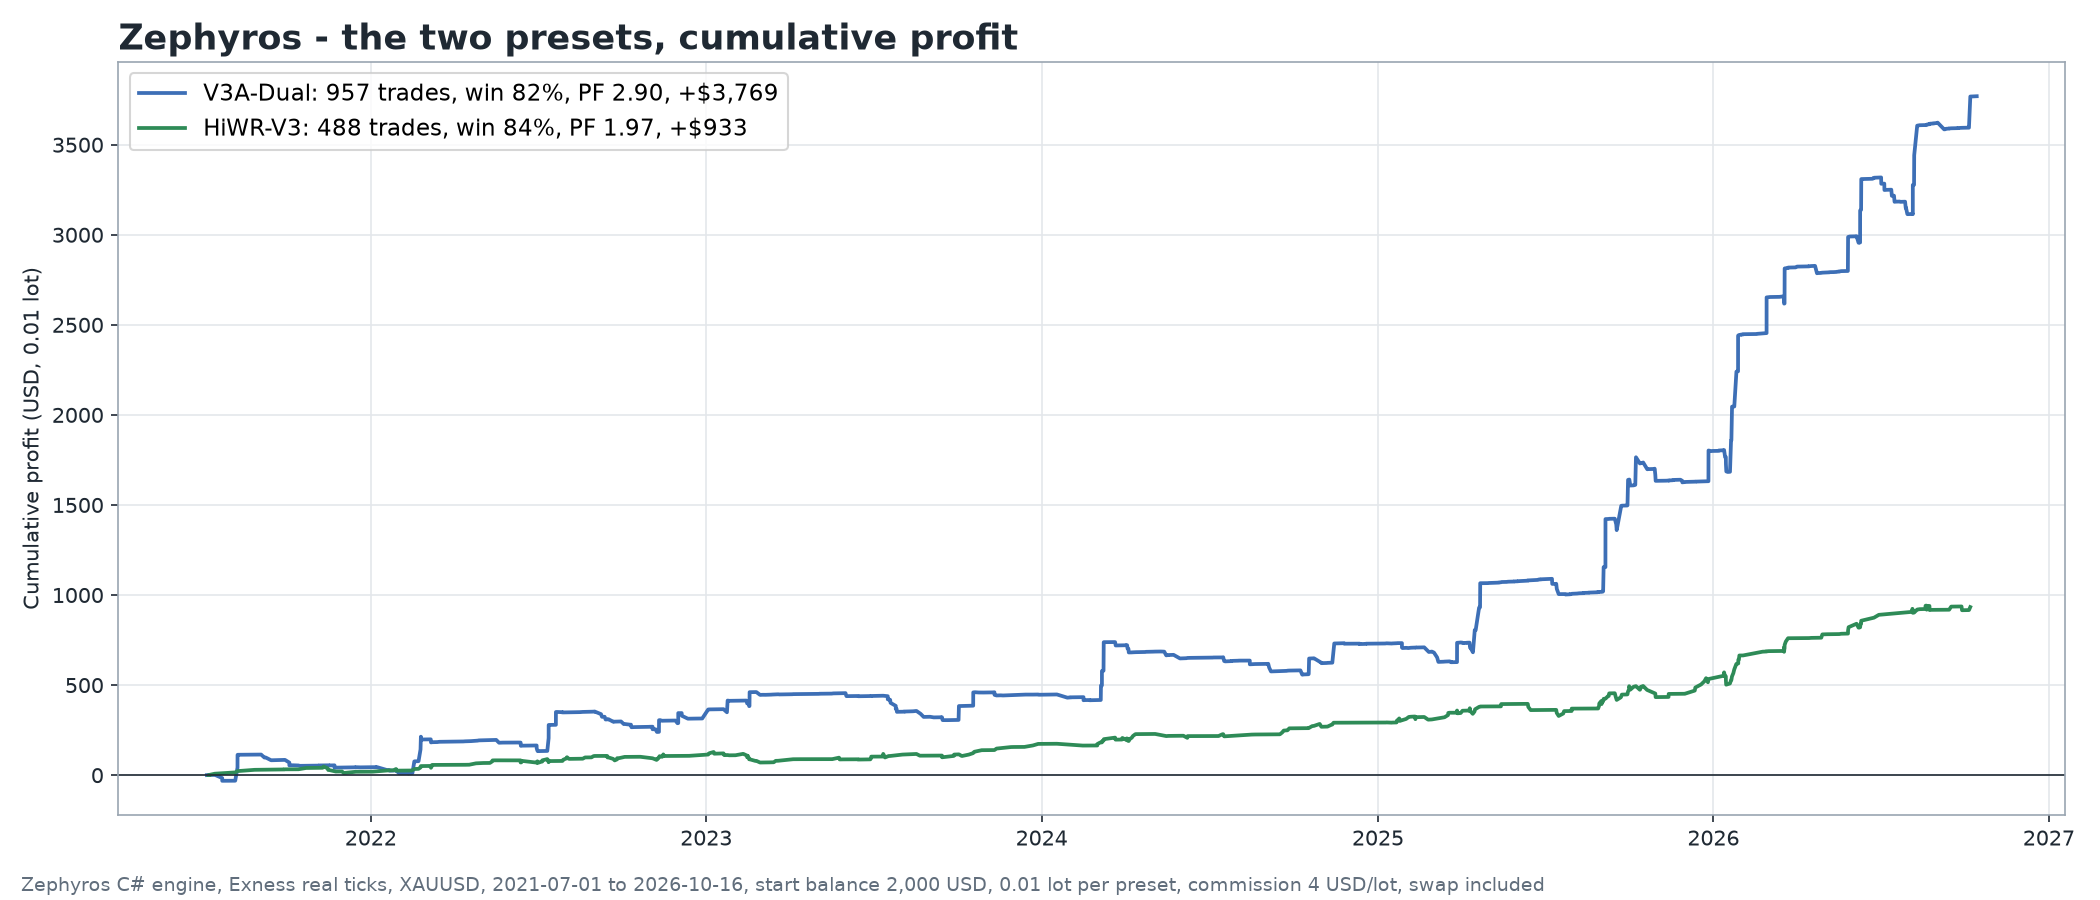 Zephyros - the two presets, cumulative profit
V3A-Dual: 957 trades, win 82%, PF 2.90, +$3,769
HiWR-V3: 488 trades, win 84%, PF 1.97, +$933
Cumulative profit (USD, 0.01 lot)
3500
3000
2500
2000
1500
1000
500
0
2022 2023 2024 2025 2026 2027
Zephyros C# engine, Exness real ticks, XAUUSD, 2021-07-01 to 2026-10-16, start balance 2,000 USD, 0.01 lot per preset, commission 4 USD/lot, swap included